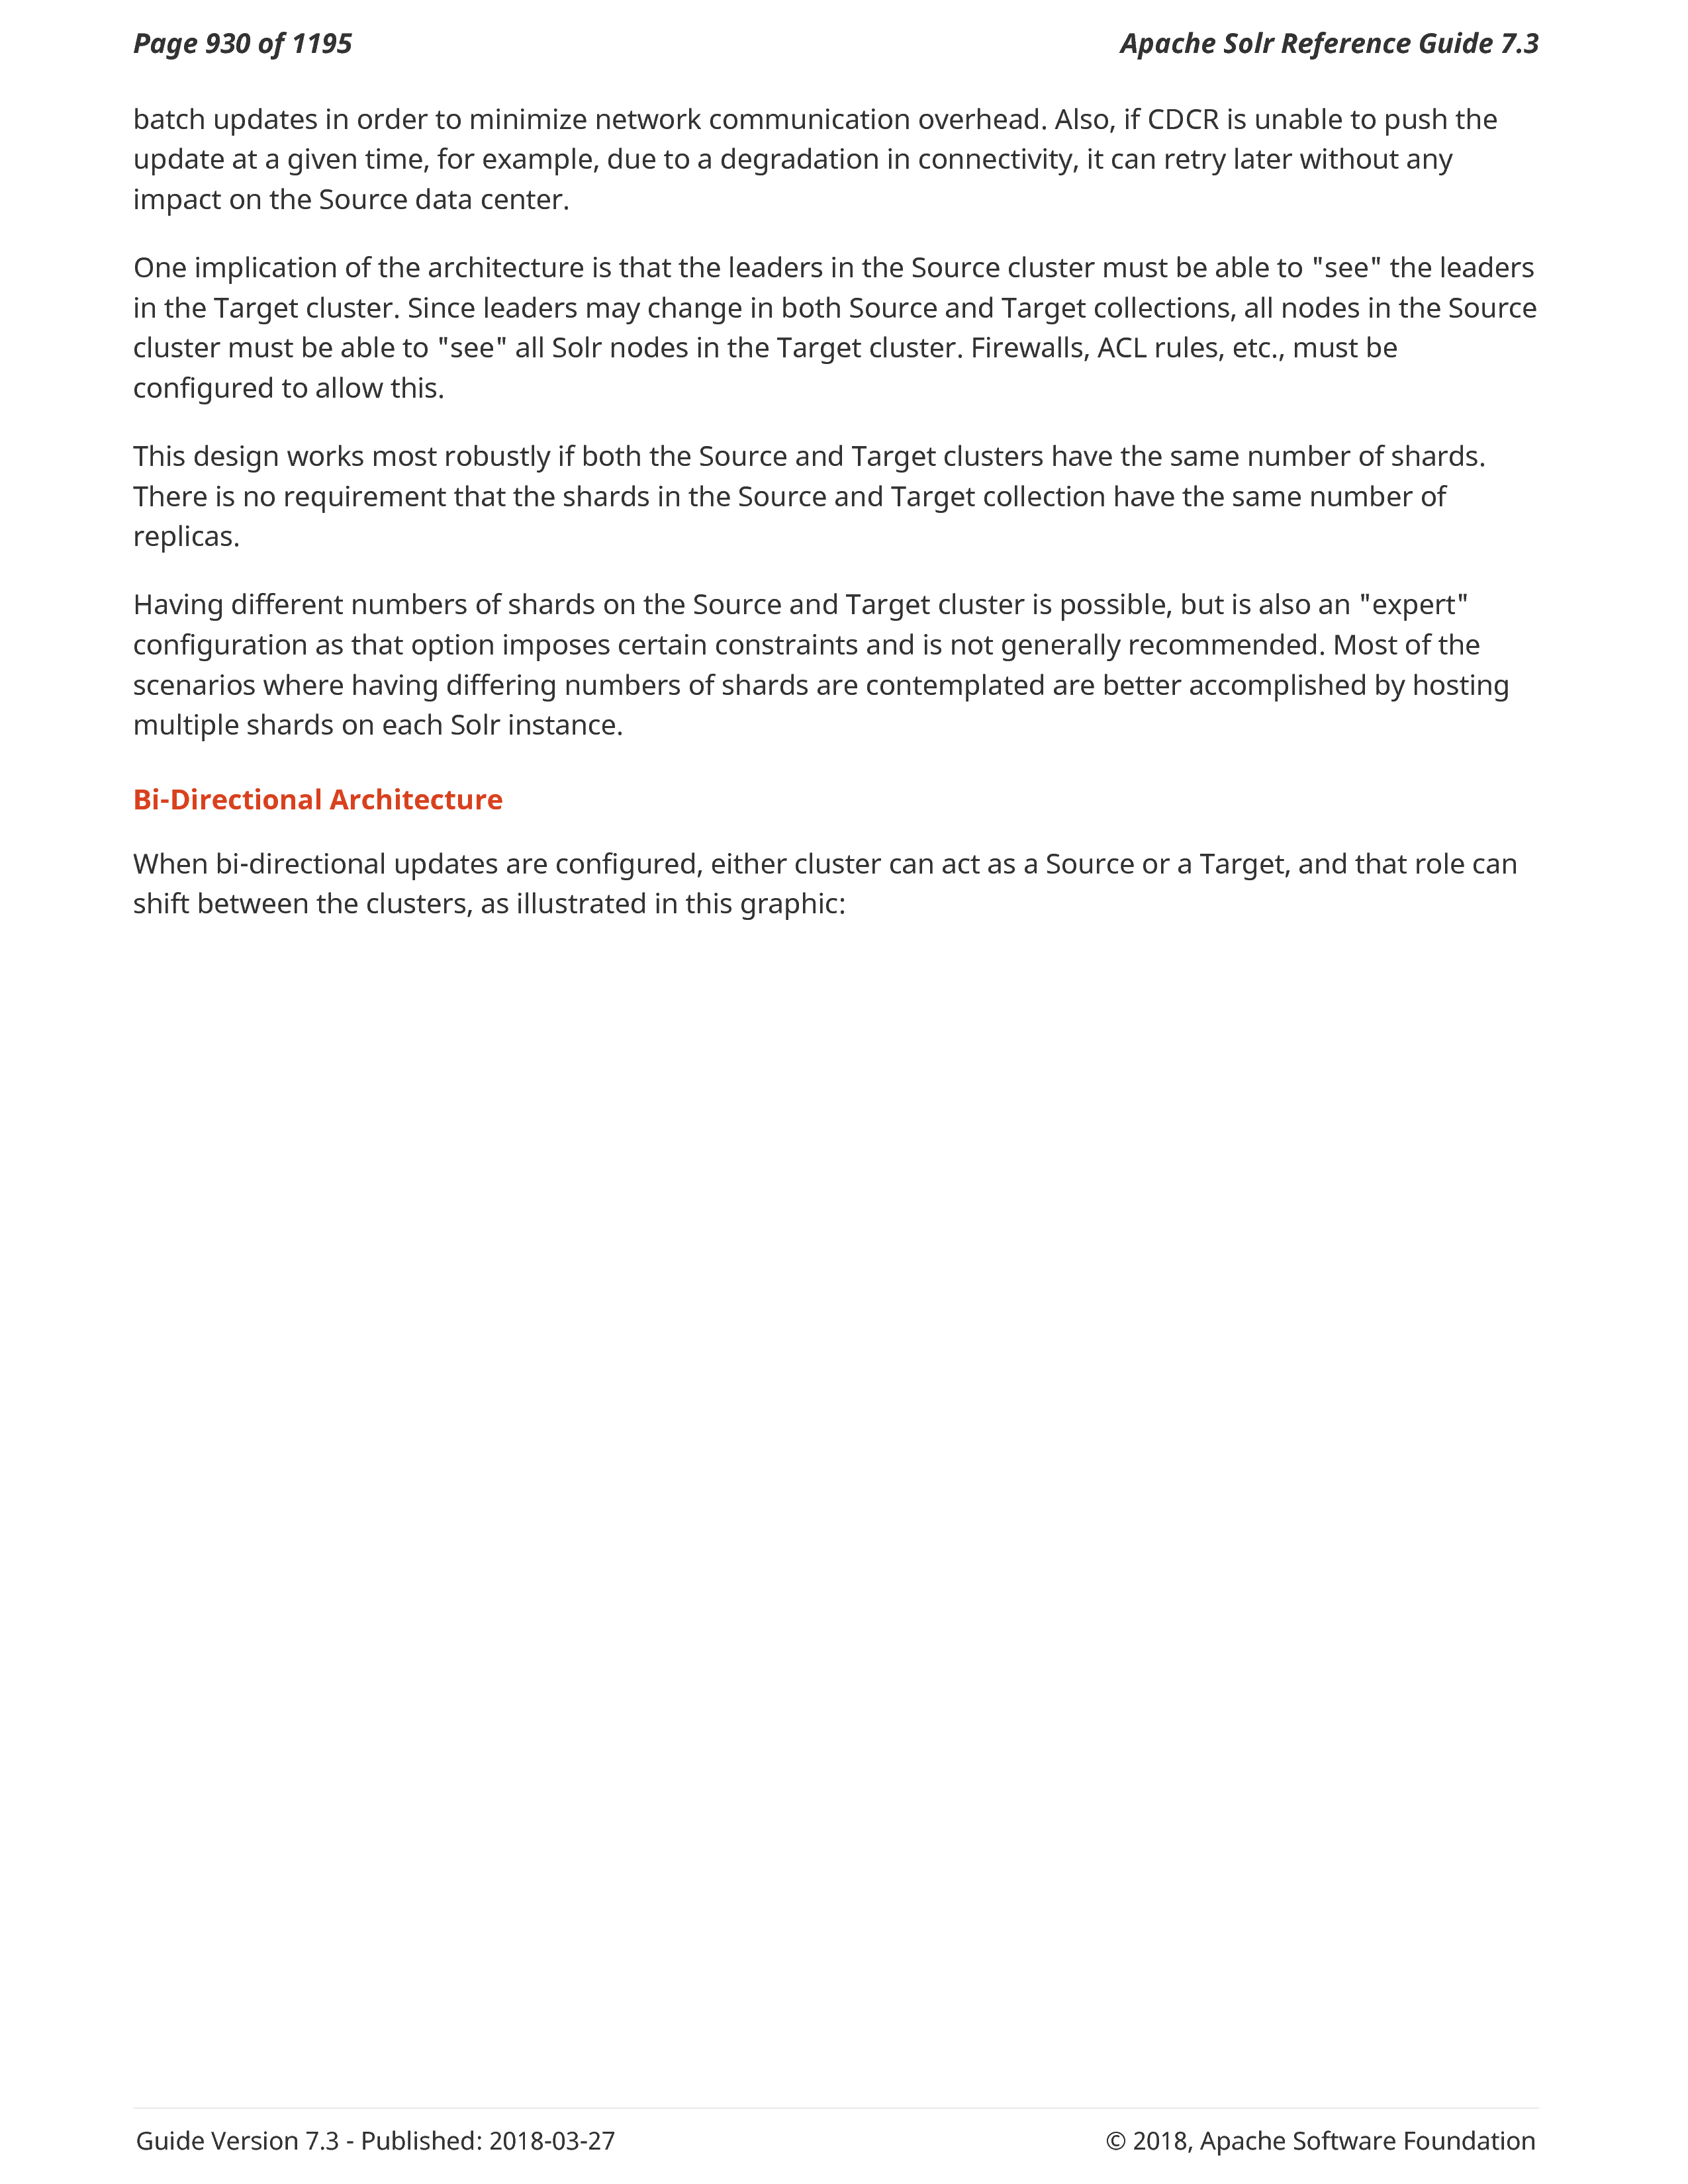 Page 930 of 1195
Apache Solr Reference Guide 7.3
batch updates in order to minimize network communication overhead. Also, if CDCR is unable to push the
update at a given time, for example, due to a degradation in connectivity, it can retry later without any
impact on the Source data center.
One implication of the architecture is that the leaders in the Source cluster must be able to "see" the leaders
in the Target cluster. Since leaders may change in both Source and Target collections, all nodes in the Source
cluster must be able to "see" all Solr nodes in the Target cluster. Firewalls, ACL rules, etc., must be
configured to allow this.
This design works most robustly if both the Source and Target clusters have the same number of shards.
There is no requirement that the shards in the Source and Target collection have the same number of
replicas.
Having different numbers of shards on the Source and Target cluster is possible, but is also an "expert"
configuration as that option imposes certain constraints and is not generally recommended. Most of the
scenarios where having differing numbers of shards are contemplated are better accomplished by hosting
multiple shards on each Solr instance.
Bi-Directional Architecture
When bi-directional updates are configured, either cluster can act as a Source or a Target, and that role can
shift between the clusters, as illustrated in this graphic:
Guide Version 7.3 - Published: 2018-03-27
© 2018, Apache Software Foundation